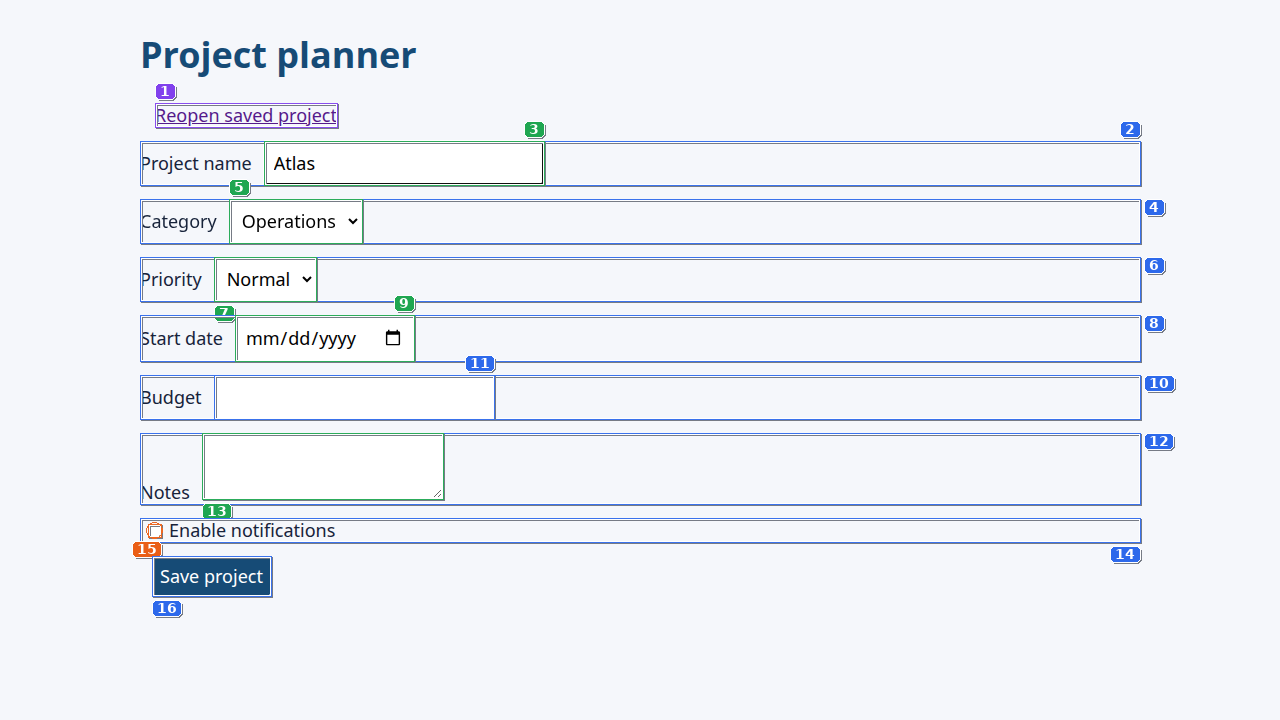 Project planner
1
Reopen saved project
3
2
Project name Atlas
5
Category Operations
4
Priority Normal
6
7
9
Start date mm/dd/yyyy
8
11
Budget
10
Notes
12
13
Enable notifications
15
14
Save project
16